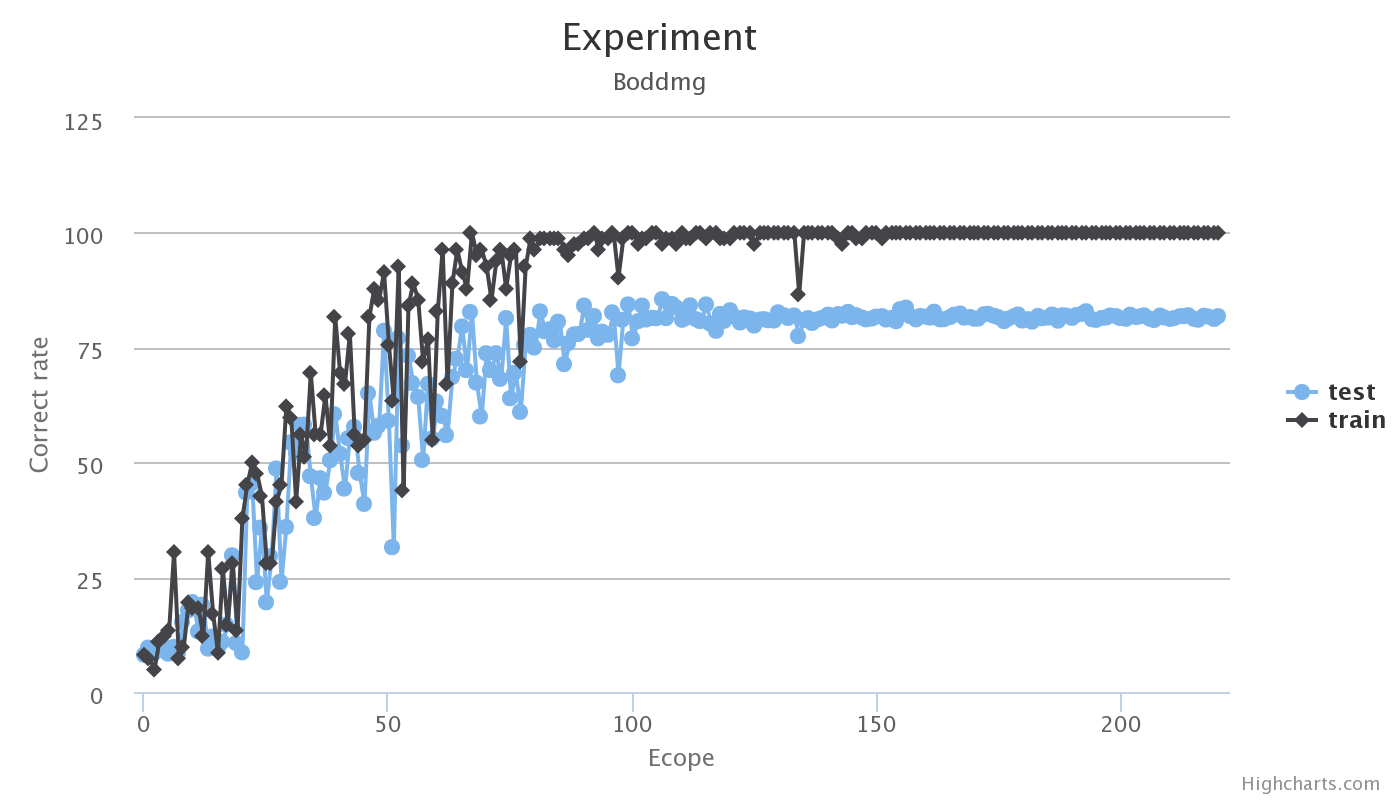 Experiment
Boddmg
125
100
75
50
25
0
Correct rate
0 50 100 150 200
Ecope
test
train
Highcharts.com